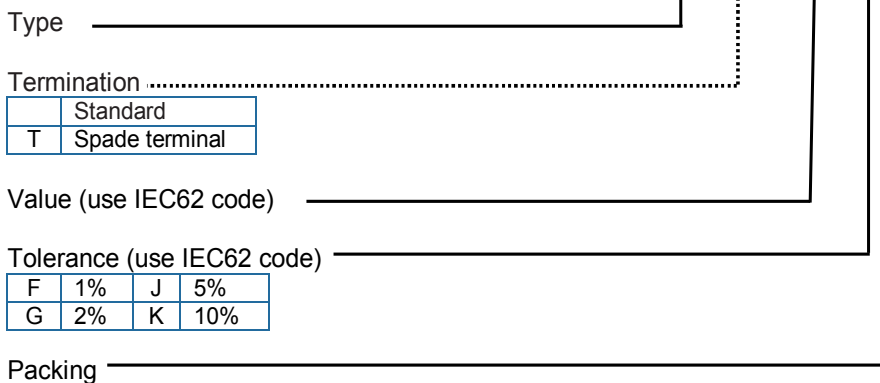 Type
Termination
Standard
T Spade terminal
Value (use IEC62 code)
Tolerance (use IEC62 code)
F 1% J 5%
G 2% K 10%
Packing